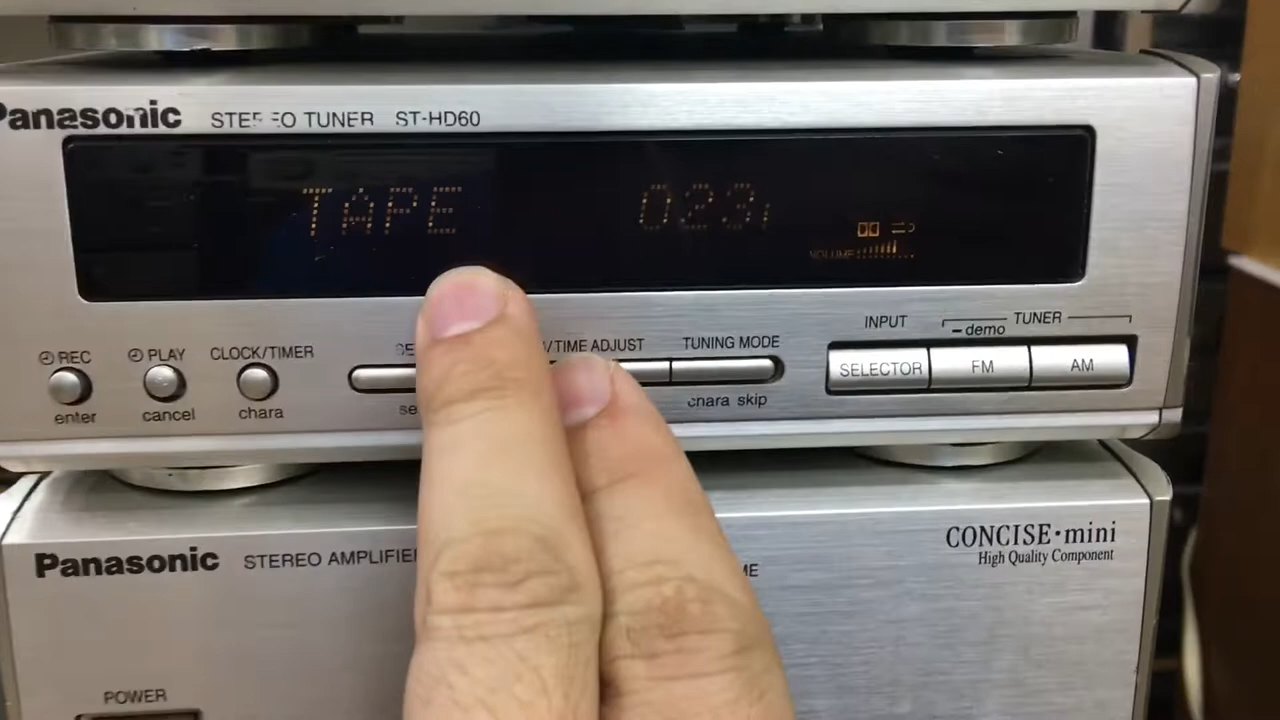 Panasonic STEREO TUNER ST-HD60
TAPE 023
VOLUME
REC PLAY CLOCK/TIMER /TIME ADJUST TUNING MODE
enter cancel chara chara skip
INPUT TUNER
demo
SELECTOR FM AM
Panasonic STEREO AMPLIFIE
CONCISE·mini
High Quality Component
POWER